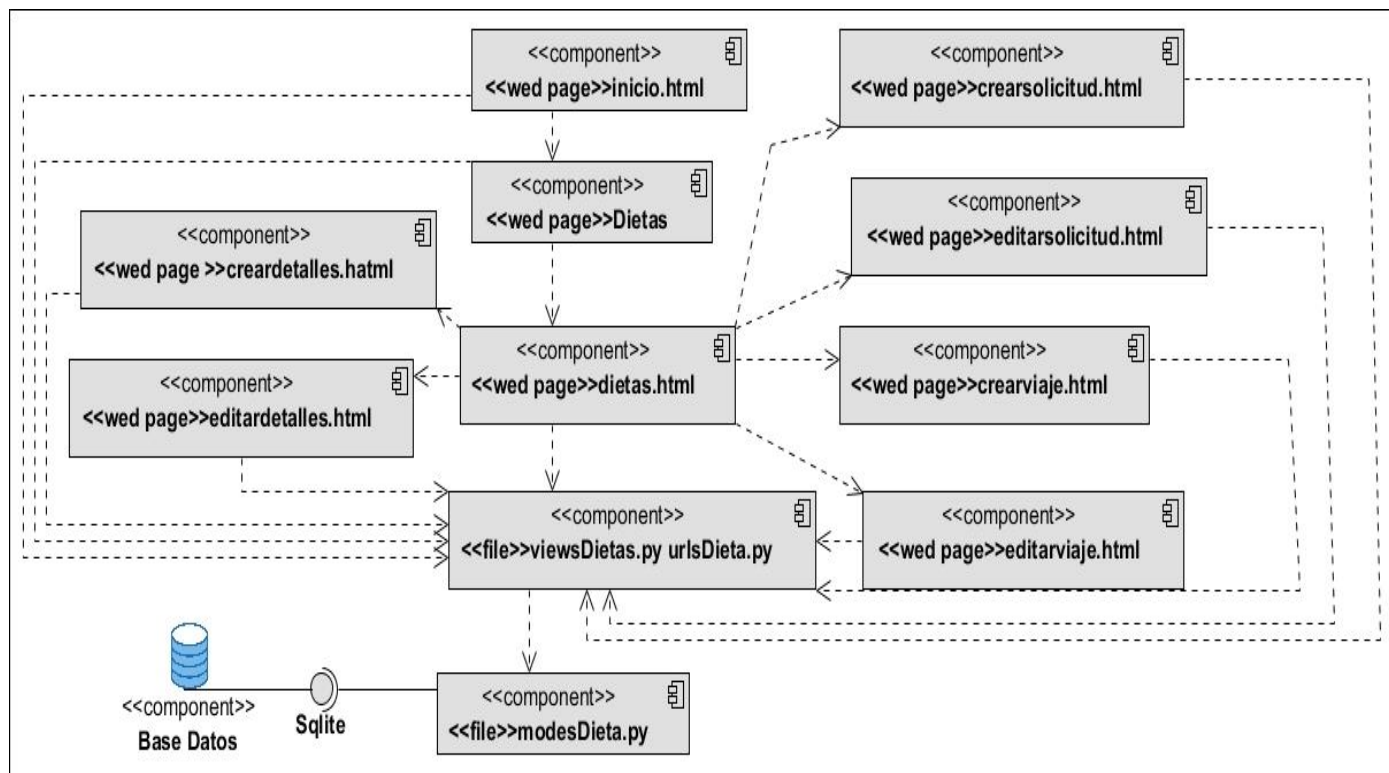 <<component>>
<<wed page>>inicio.html
<<component>>
<<wed page>>crearsolicitud.html
<<component>>
<<wed page>>Dietas
<<component>>
<<wed page>>editarsolicitud.html
<<component>>
<<wed page >>creardetalles.hatml
<<component>>
<<wed page>>dietas.html
<<component>>
<<wed page>>crearviaje.html
<<component>>
<<wed page>>editardetalles.html
<<component>>
<<file>>viewsDietas.py urlsDieta.py
<<component>>
<<wed page>>editarviaje.html
<<component>>
Base Datos
Sqlite
<<component>>
<<file>>modesDieta.py